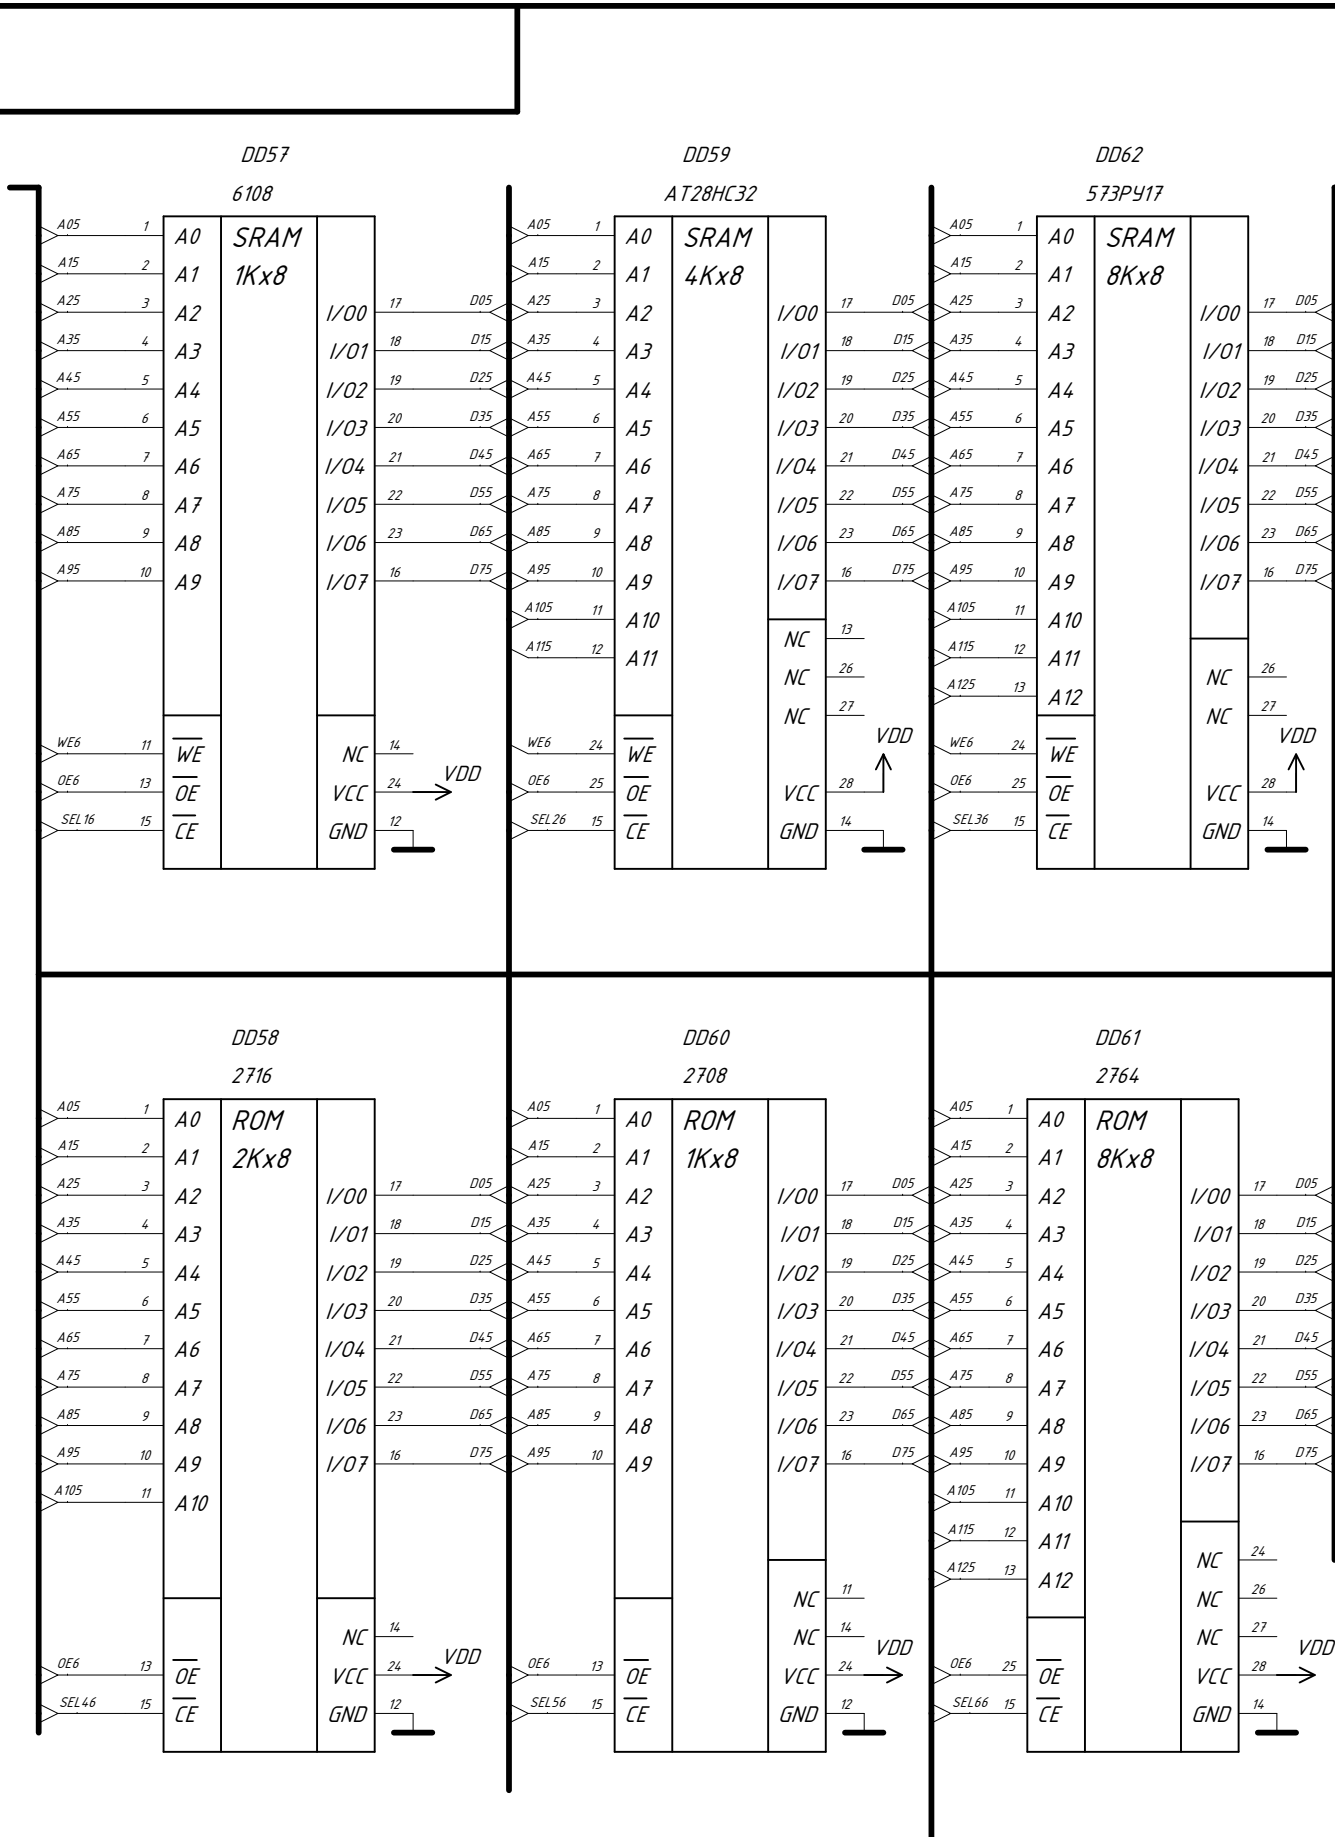 DD57
6108
A05 1 A0 SRAM
A15 2 A1 1Kx8
A25 3 A2 I/O0 17 D05
A35 4 A3 I/O1 18 D15
A45 5 A4 I/O2 19 D25
A55 6 A5 I/O3 20 D35
A65 7 A6 I/O4 21 D45
A75 8 A7 I/O5 22 D55
A85 9 A8 I/O6 23 D65
A95 10 A9 I/O7 16 D75
WE6 11 WE NC 14
OE6 13 OE VCC 24 VDD
SEL16 15 CE GND 12
DD59
AT28HC32
A05 1 A0 SRAM
A15 2 A1 4Kx8
A25 3 A2 I/O0 17 D05
A35 4 A3 I/O1 18 D15
A45 5 A4 I/O2 19 D25
A55 6 A5 I/O3 20 D35
A65 7 A6 I/O4 21 D45
A75 8 A7 I/O5 22 D55
A85 9 A8 I/O6 23 D65
A95 10 A9 I/O7 16 D75
A105 11 A10
NC 13
A115 12 A11
NC 26
NC 27
VDD
WE6 24 WE
OE6 25 OE VCC 28
SEL26 15 CE GND 14
DD62
573РУ17
A05 1 A0 SRAM
A15 2 A1 8Kx8
A25 3 A2 I/O0 17 D05
A35 4 A3 I/O1 18 D15
A45 5 A4 I/O2 19 D25
A55 6 A5 I/O3 20 D35
A65 7 A6 I/O4 21 D45
A75 8 A7 I/O5 22 D55
A85 9 A8 I/O6 23 D65
A95 10 A9 I/O7 16 D75
A105 11 A10
A115 12 A11
NC 26
A125 13 A12
NC 27
VDD
WE6 24 WE
OE6 25 OE VCC 28
SEL36 15 CE GND 14
DD58
2716
A05 1 A0 ROM
A15 2 A1 2Kx8
A25 3 A2 I/O0 17 D05
A35 4 A3 I/O1 18 D15
A45 5 A4 I/O2 19 D25
A55 6 A5 I/O3 20 D35
A65 7 A6 I/O4 21 D45
A75 8 A7 I/O5 22 D55
A85 9 A8 I/O6 23 D65
A95 10 A9 I/O7 16 D75
A105 11 A10
NC 14
OE6 13 OE VCC 24 VDD
SEL46 15 CE GND 12
DD60
2708
A05 1 A0 ROM
A15 2 A1 1Kx8
A25 3 A2 I/O0 17 D05
A35 4 A3 I/O1 18 D15
A45 5 A4 I/O2 19 D25
A55 6 A5 I/O3 20 D35
A65 7 A6 I/O4 21 D45
A75 8 A7 I/O5 22 D55
A85 9 A8 I/O6 23 D65
A95 10 A9 I/O7 16 D75
NC 11
NC 14
OE6 13 OE VCC 24 VDD
SEL56 15 CE GND 12
DD61
2764
A05 1 A0 ROM
A15 2 A1 8Kx8
A25 3 A2 I/O0 17 D05
A35 4 A3 I/O1 18 D15
A45 5 A4 I/O2 19 D25
A55 6 A5 I/O3 20 D35
A65 7 A6 I/O4 21 D45
A75 8 A7 I/O5 22 D55
A85 9 A8 I/O6 23 D65
A95 10 A9 I/O7 16 D75
A105 11 A10
A115 12 A11
NC 24
A125 13 A12
NC 26
NC 27
OE6 25 OE VCC 28 VDD
SEL66 15 CE GND 14